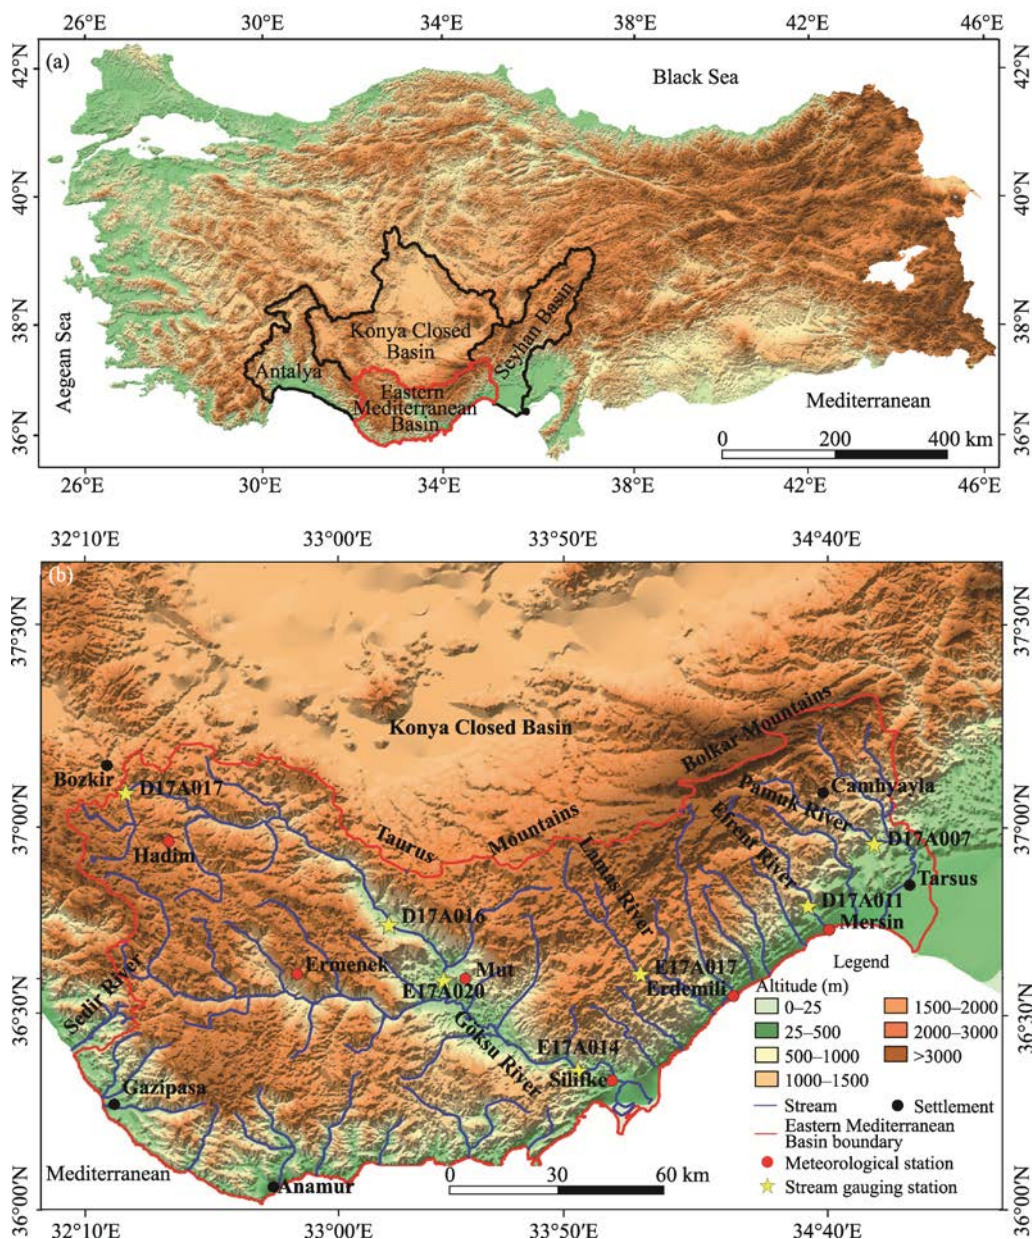 26°E 30°E 34°E 38°E 42°E 46°E
(a)
42°N
40°N
38°N
36°N
42°N
40°N
38°N
36°N
Black Sea
Aegean Sea
Konya Closed
Basin
Seyhan Basin
Antalya
Eastern
Mediterranean
Basin
Mediterranean
0 200 400 km
26°E 30°E 34°E 38°E 42°E 46°E
32°10′E 33°00′E 33°50′E 34°40′E
(b)
37°30′N
37°00′N
36°30′N
36°00′N
37°30′N
37°00′N
36°30′N
36°00′N
Konya Closed Basin
Bolkar Mountains
Bozkir
D17A017
Camhyayla
Pamuk River
Hadim
Taurus
Mountains
Efrenr River
D17A007
Lamas River
Tarsus
D17A011
D17A016
Mersin
Ermenek
Mut
E17A017
Sedir River
E17A020
Erdemili
Goksu River
E17A014
Silifke
Gazipasa
Mediterranean
Anamur
0 30 60 km
Legend
Altitude (m)
0–25
25–500
500–1000
1000–1500
1500–2000
2000–3000
>3000
Stream
Settlement
Eastern Mediterranean
Basin boundary
Meteorological station
Stream gauging station
32°10′E 33°00′E 33°50′E 34°40′E